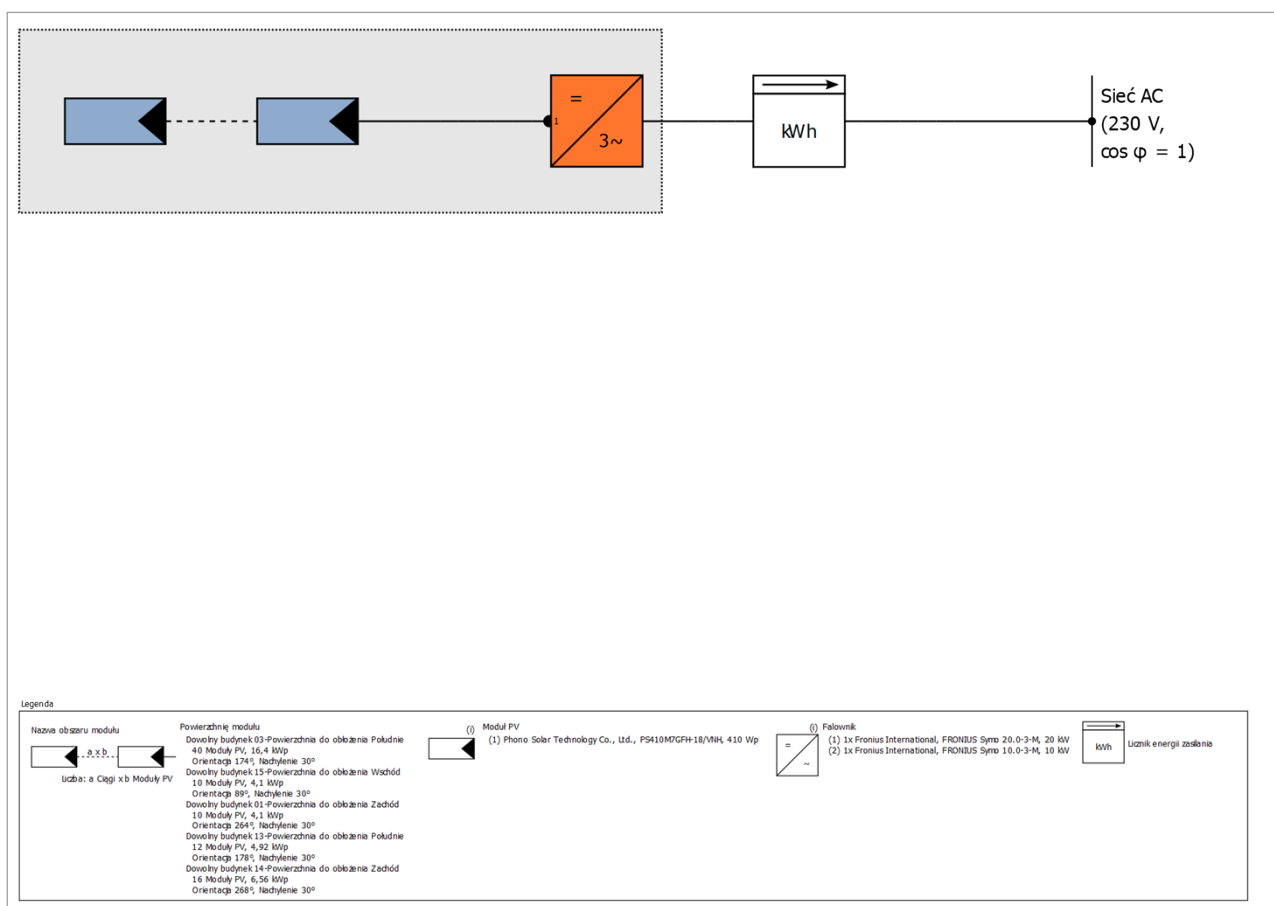 =
1
3~
kWh
Sieć AC
(230 V,
cos φ = 1)
Legenda
Nazwa obszaru modułu
a x b
Liczba: a Ciągi x b Moduły PV
Powierzchnię modułu
Dowolny budynek 03-Powierzchnia do obłożenia Południe
40 Moduły PV, 16,4 kWp
Orientacja 174°, Nachylenie 30°
Dowolny budynek 15-Powierzchnia do obłożenia Wschód
10 Moduły PV, 4,1 kWp
Orientacja 89°, Nachylenie 30°
Dowolny budynek 01-Powierzchnia do obłożenia Zachód
10 Moduły PV, 4,1 kWp
Orientacja 264°, Nachylenie 30°
Dowolny budynek 13-Powierzchnia do obłożenia Południe
12 Moduły PV, 4,92 kWp
Orientacja 178°, Nachylenie 30°
Dowolny budynek 14-Powierzchnia do obłożenia Zachód
16 Moduły PV, 6,56 kWp
Orientacja 268°, Nachylenie 30°
(i) Moduł PV
(1) Phono Solar Technology Co., Ltd., PS410M7GFH-18/VNH, 410 Wp
(i) Falownik
= ~
(1) 1x Fronius International, FRONIUS Symo 20.0-3-M, 20 kW
(2) 1x Fronius International, FRONIUS Symo 10.0-3-M, 10 kW
kWh
Licznik energii zasilania